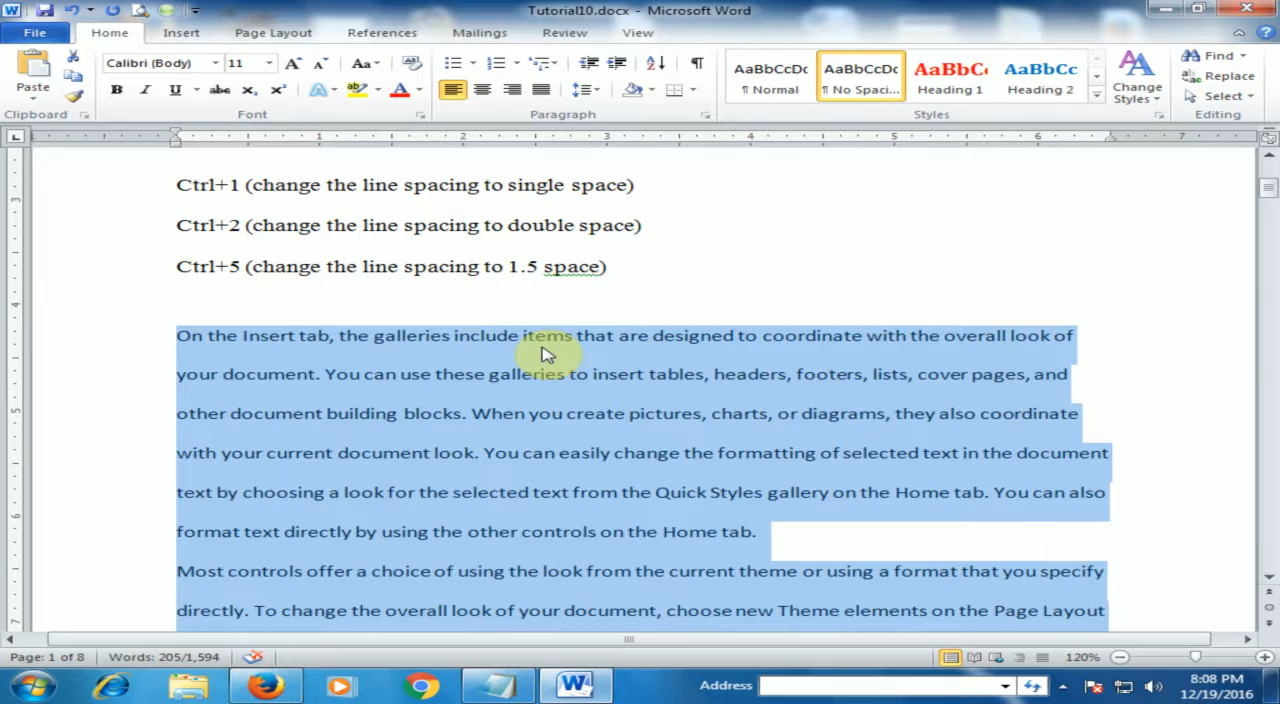 Tutorial10.docx - Microsoft Word
File Home Insert Page Layout References Mailings Review View
Calibri (Body) 11
Paste
Clipboard Font Paragraph Styles Editing
AaBbCcDc ¶ Normal
AaBbCcDc ¶ No Spaci...
AaBbC Heading 1
AaBbCc Heading 2
Change Styles
Find
Replace
Select
1 2 3 4 5 6 7
Ctrl+1 (change the line spacing to single space)
Ctrl+2 (change the line spacing to double space)
Ctrl+5 (change the line spacing to 1.5 space)
On the Insert tab, the galleries include items that are designed to coordinate with the overall look of
your document. You can use these galleries to insert tables, headers, footers, lists, cover pages, and
other document building blocks. When you create pictures, charts, or diagrams, they also coordinate
with your current document look. You can easily change the formatting of selected text in the document
text by choosing a look for the selected text from the Quick Styles gallery on the Home tab. You can also
format text directly by using the other controls on the Home tab.
Most controls offer a choice of using the look from the current theme or using a format that you specify
directly. To change the overall look of your document, choose new Theme elements on the Page Layout
Page: 1 of 8 Words: 205/1,594 120%
Address
8:08 PM
12/19/2016